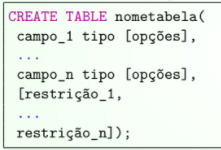 CREATE TABLE nometabela(
campo_1 tipo [opções],
...
campo_n tipo [opções],
[restrição_1,
...
restrição_n]);